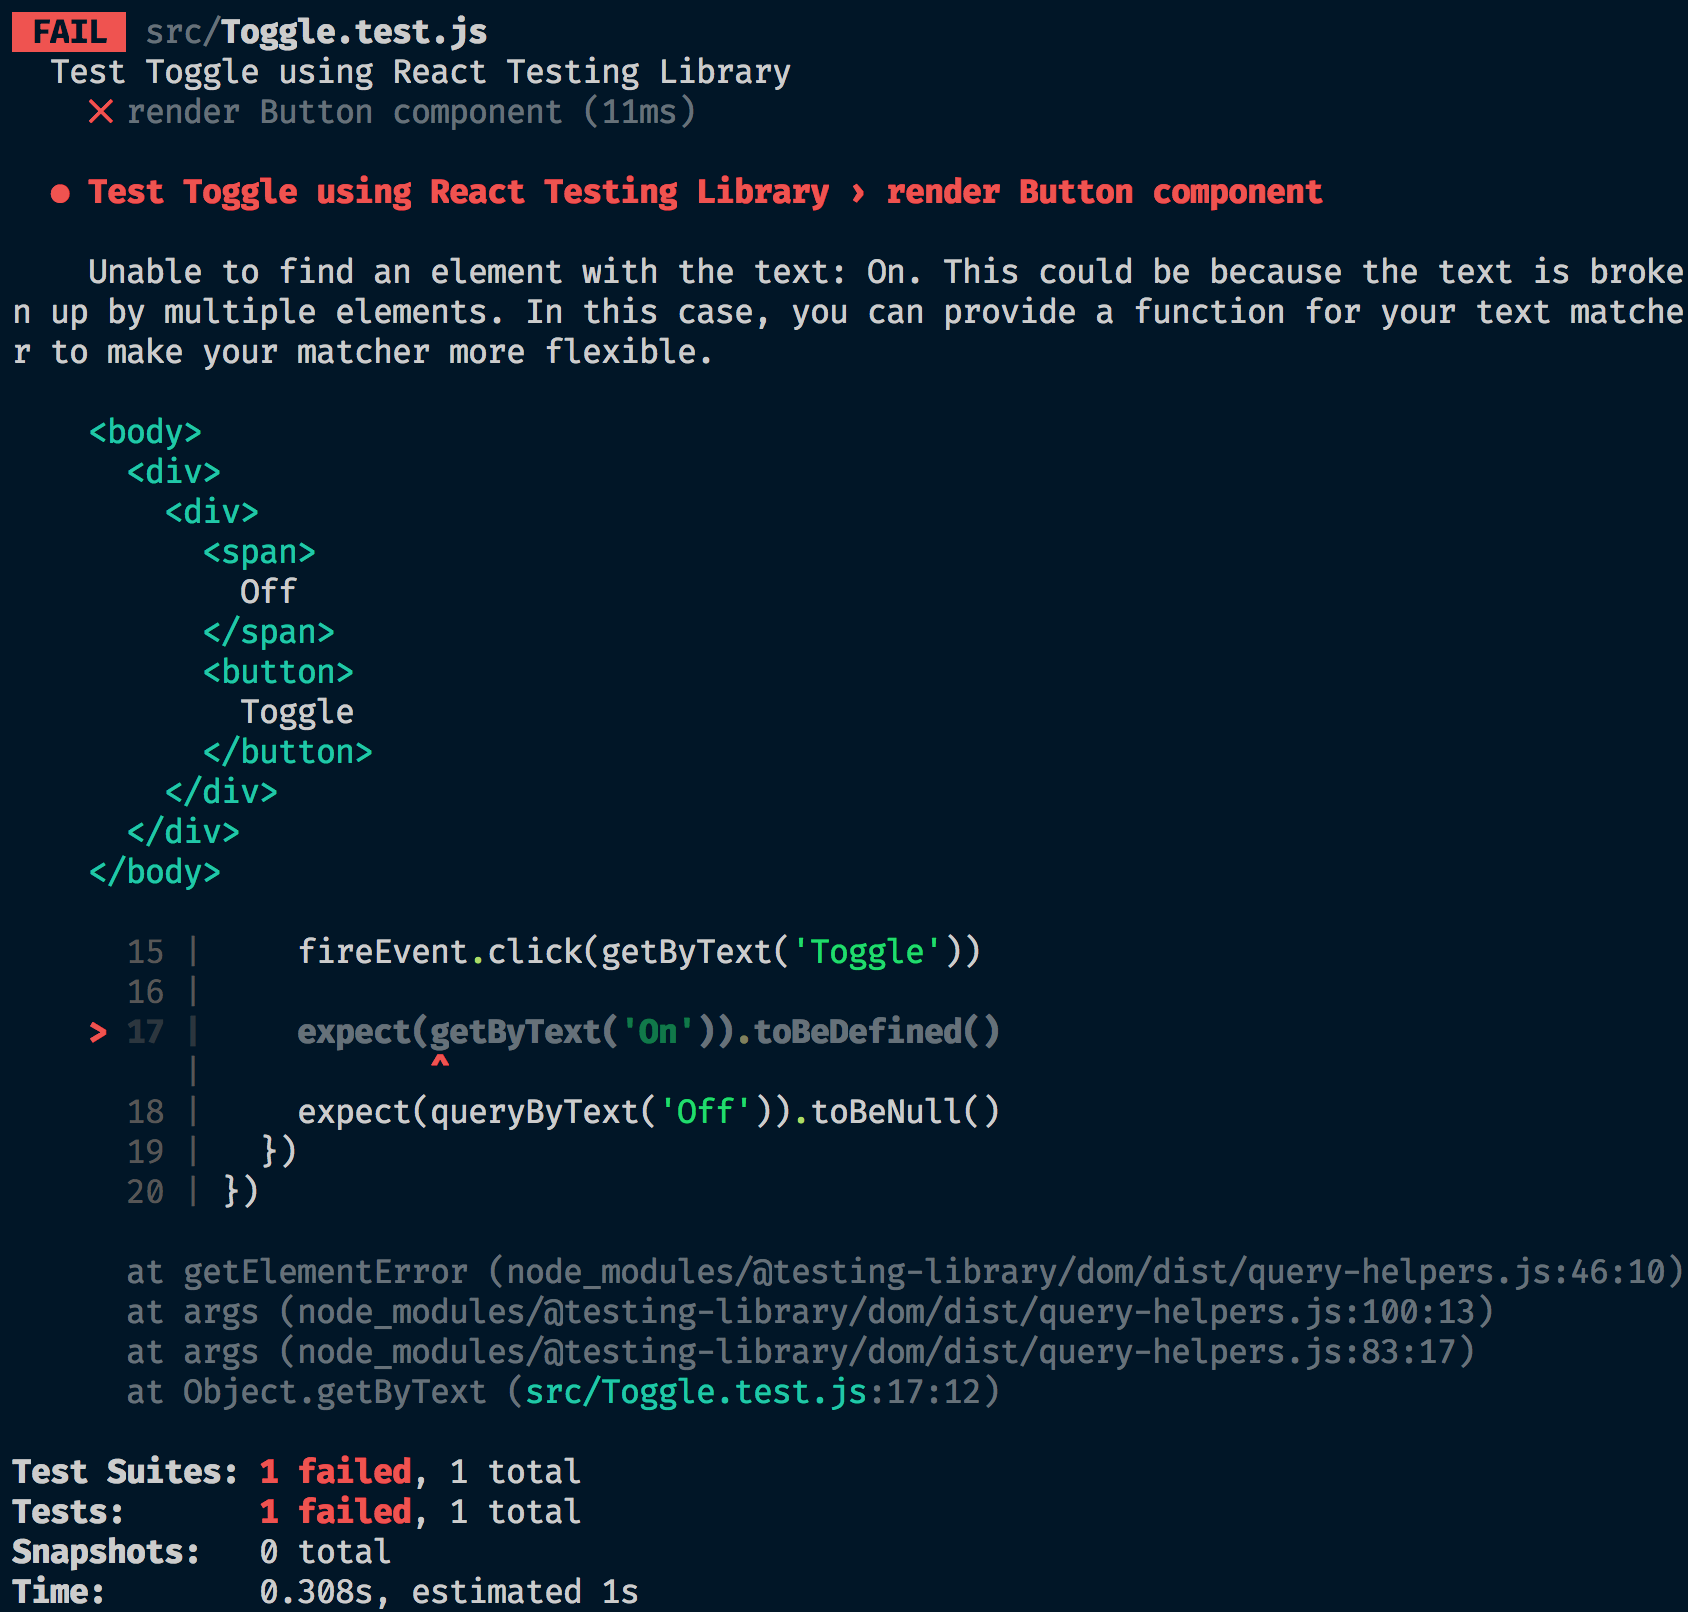 FAIL src/Toggle.test.js
Test Toggle using React Testing Library
✕ render Button component (11ms)
● Test Toggle using React Testing Library › render Button component
Unable to find an element with the text: On. This could be because the text is broke
n up by multiple elements. In this case, you can provide a function for your text matche
r to make your matcher more flexible.
<body>
<div>
<div>
<span>
Off
</span>
<button>
Toggle
</button>
</div>
</div>
</body>
15 |     fireEvent.click(getByText('Toggle'))
16 |
> 17 |     expect(getByText('On')).toBeDefined()
|            ^
18 |     expect(queryByText('Off')).toBeNull()
19 |   })
20 | })
at getElementError (node_modules/@testing-library/dom/dist/query-helpers.js:46:10)
at args (node_modules/@testing-library/dom/dist/query-helpers.js:100:13)
at args (node_modules/@testing-library/dom/dist/query-helpers.js:83:17)
at Object.getByText (src/Toggle.test.js:17:12)
Test Suites: 1 failed, 1 total
Tests:       1 failed, 1 total
Snapshots:   0 total
Time:        0.308s, estimated 1s